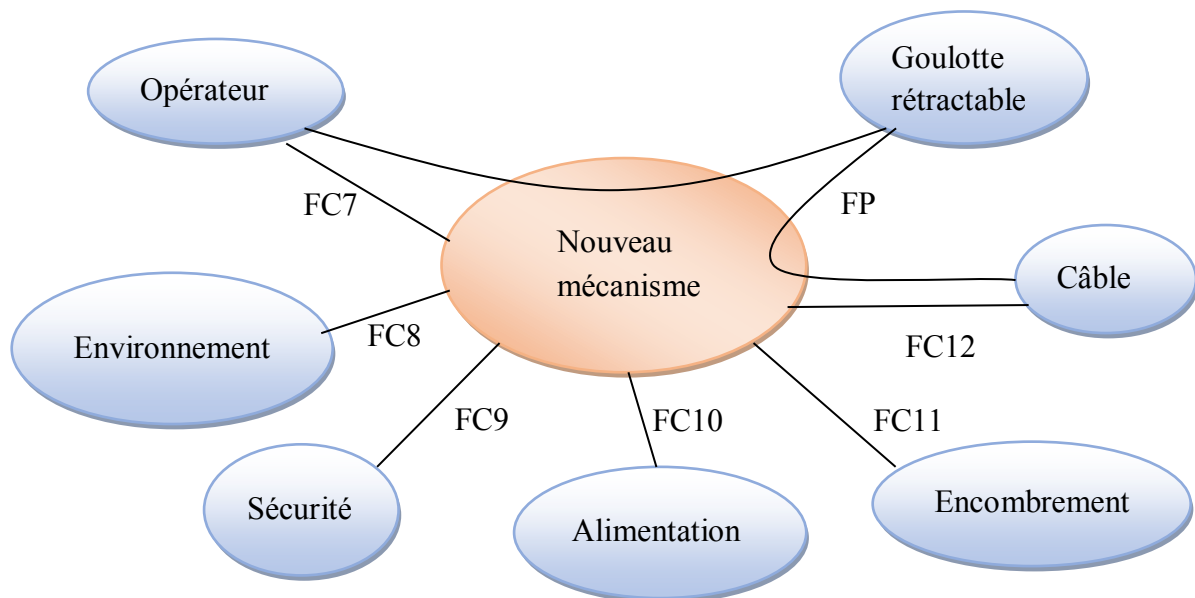 Opérateur
Goulotte
rétractable
FC7
FP
Nouveau
mécanisme
Câble
Environnement
FC8
FC12
FC9
FC10
FC11
Sécurité
Alimentation
Encombrement